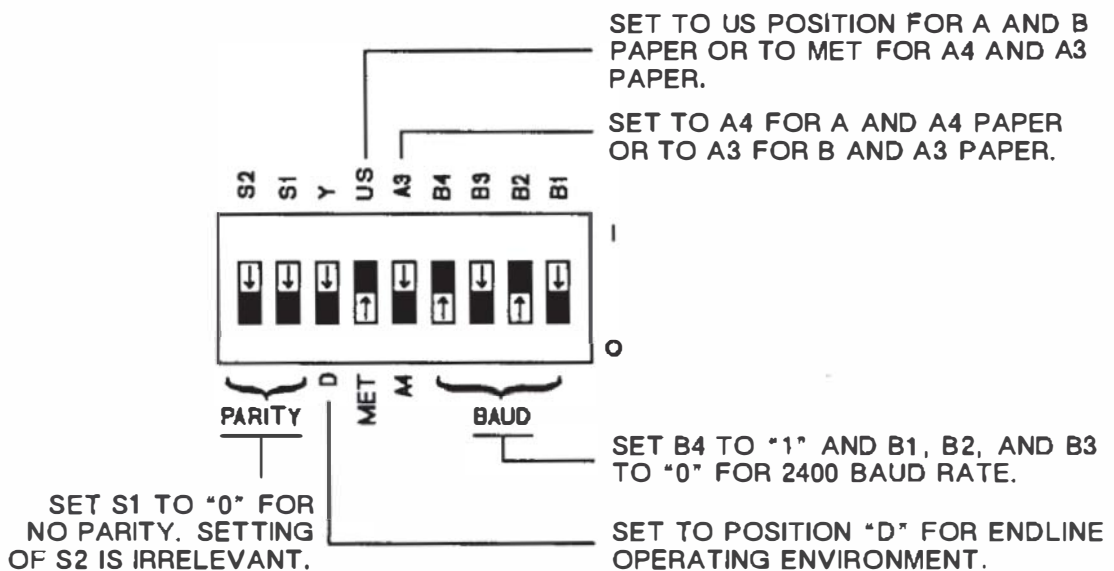 SET TO US POSITION FOR A AND B
PAPER OR TO MET FOR A4 AND A3
PAPER.
SET TO A4 FOR A AND A4 PAPER
OR TO A3 FOR B AND A3 PAPER.
S2 S1 Y US A3 B4 B3 B2 B1
I
O
D MET A4
PARITY BAUD
SET B4 TO "1" AND B1, B2, AND B3
TO "0" FOR 2400 BAUD RATE.
SET S1 TO "0" FOR
NO PARITY. SETTING
OF S2 IS IRRELEVANT.
SET TO POSITION "D" FOR ENDLINE
OPERATING ENVIRONMENT.